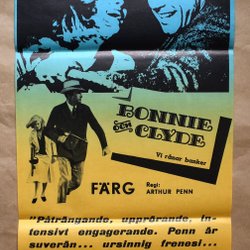 BONNIE
och CLYDE
Vi rånar banker
FÄRG
Regi:
ARTHUR PENN
"Påträngande, upprörande, in-
tensivt engagerande. Penn är
suverän... ursinnig frenesi...